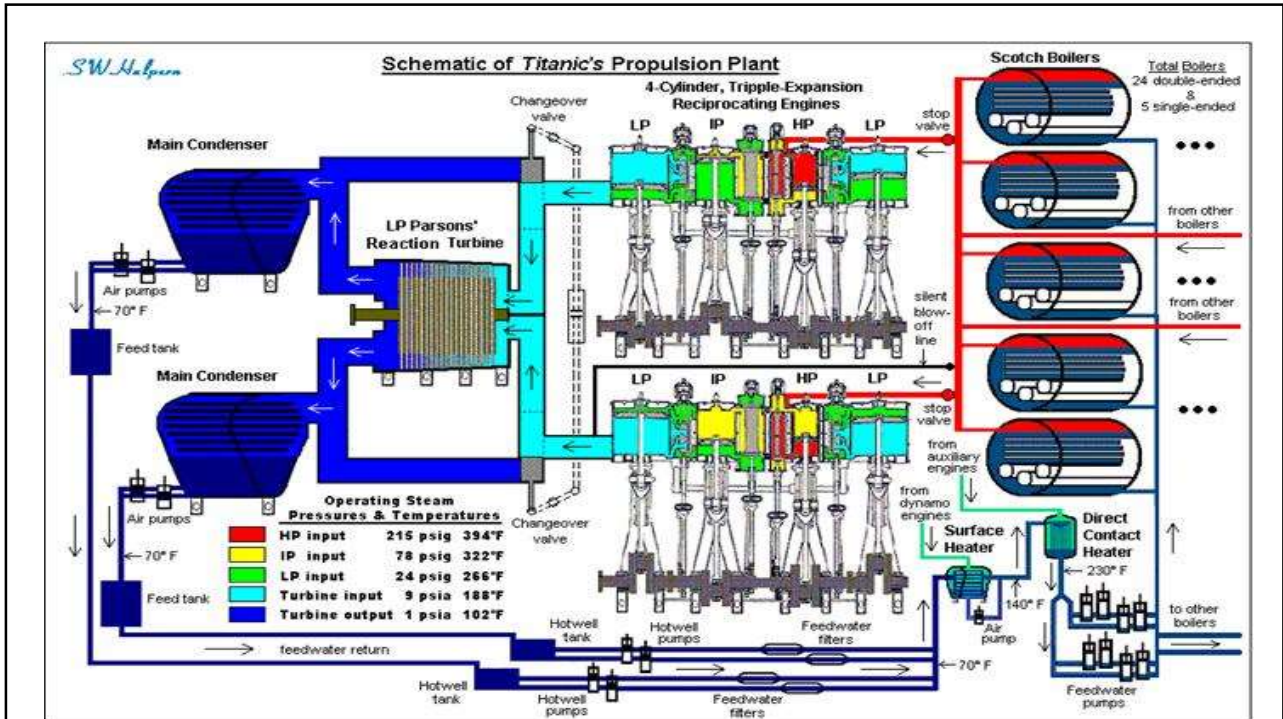 SWHalpern
Schematic of Titanic's Propulsion Plant
Scotch Boilers
Total Boilers
24 double-ended
&
5 single-ended
4-Cylinder, Tripple-Expansion
Reciprocating Engines
Changeover
valve
stop
valve
LP
IP
HP
LP
Main Condenser
LP Parsons'
Reaction Turbine
from other
boilers
from other
boilers
Air pumps
70° F
Feed tank
silent
blow-
off
line
Main Condenser
LP
IP
HP
LP
stop
valve
from
auxiliary
engines
from
dynamo
engines
Air pumps
70° F
Feed tank
Operating Steam
Pressures & Temperatures
HP input 215 psig 394°F
IP input 78 psig 322°F
LP input 24 psig 266°F
Turbine input 9 psia 188°F
Turbine output 1 psia 102°F
Changeover
valve
Surface
Heater
Direct
Contact
Heater
230° F
140° F
Air
pump
to other
boilers
Feedwater
pumps
Hotwell
tank
Hotwell
pumps
Feedwater
filters
feedwater return
70° F
Hotwell
tank
Hotwell
pumps
Feedwater
filters